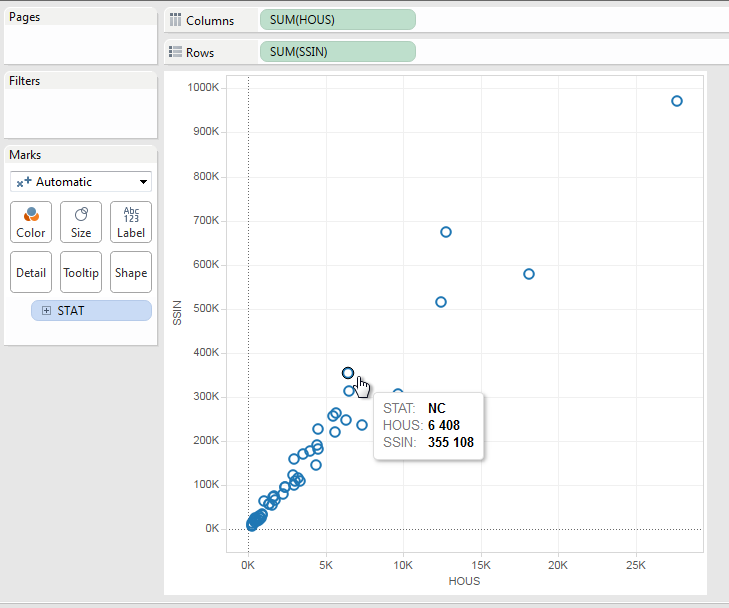 Pages
Columns SUM(HOUS)
Rows SUM(SSIN)
Filters
Marks
Automatic
Color Size Abc 123 Label
Detail Tooltip Shape
STAT
1000K
900K
800K
700K
600K
500K
400K
300K
200K
100K
0K
SSIN
STAT: NC
HOUS: 6 408
SSIN: 355 108
0K 5K 10K 15K 20K 25K
HOUS